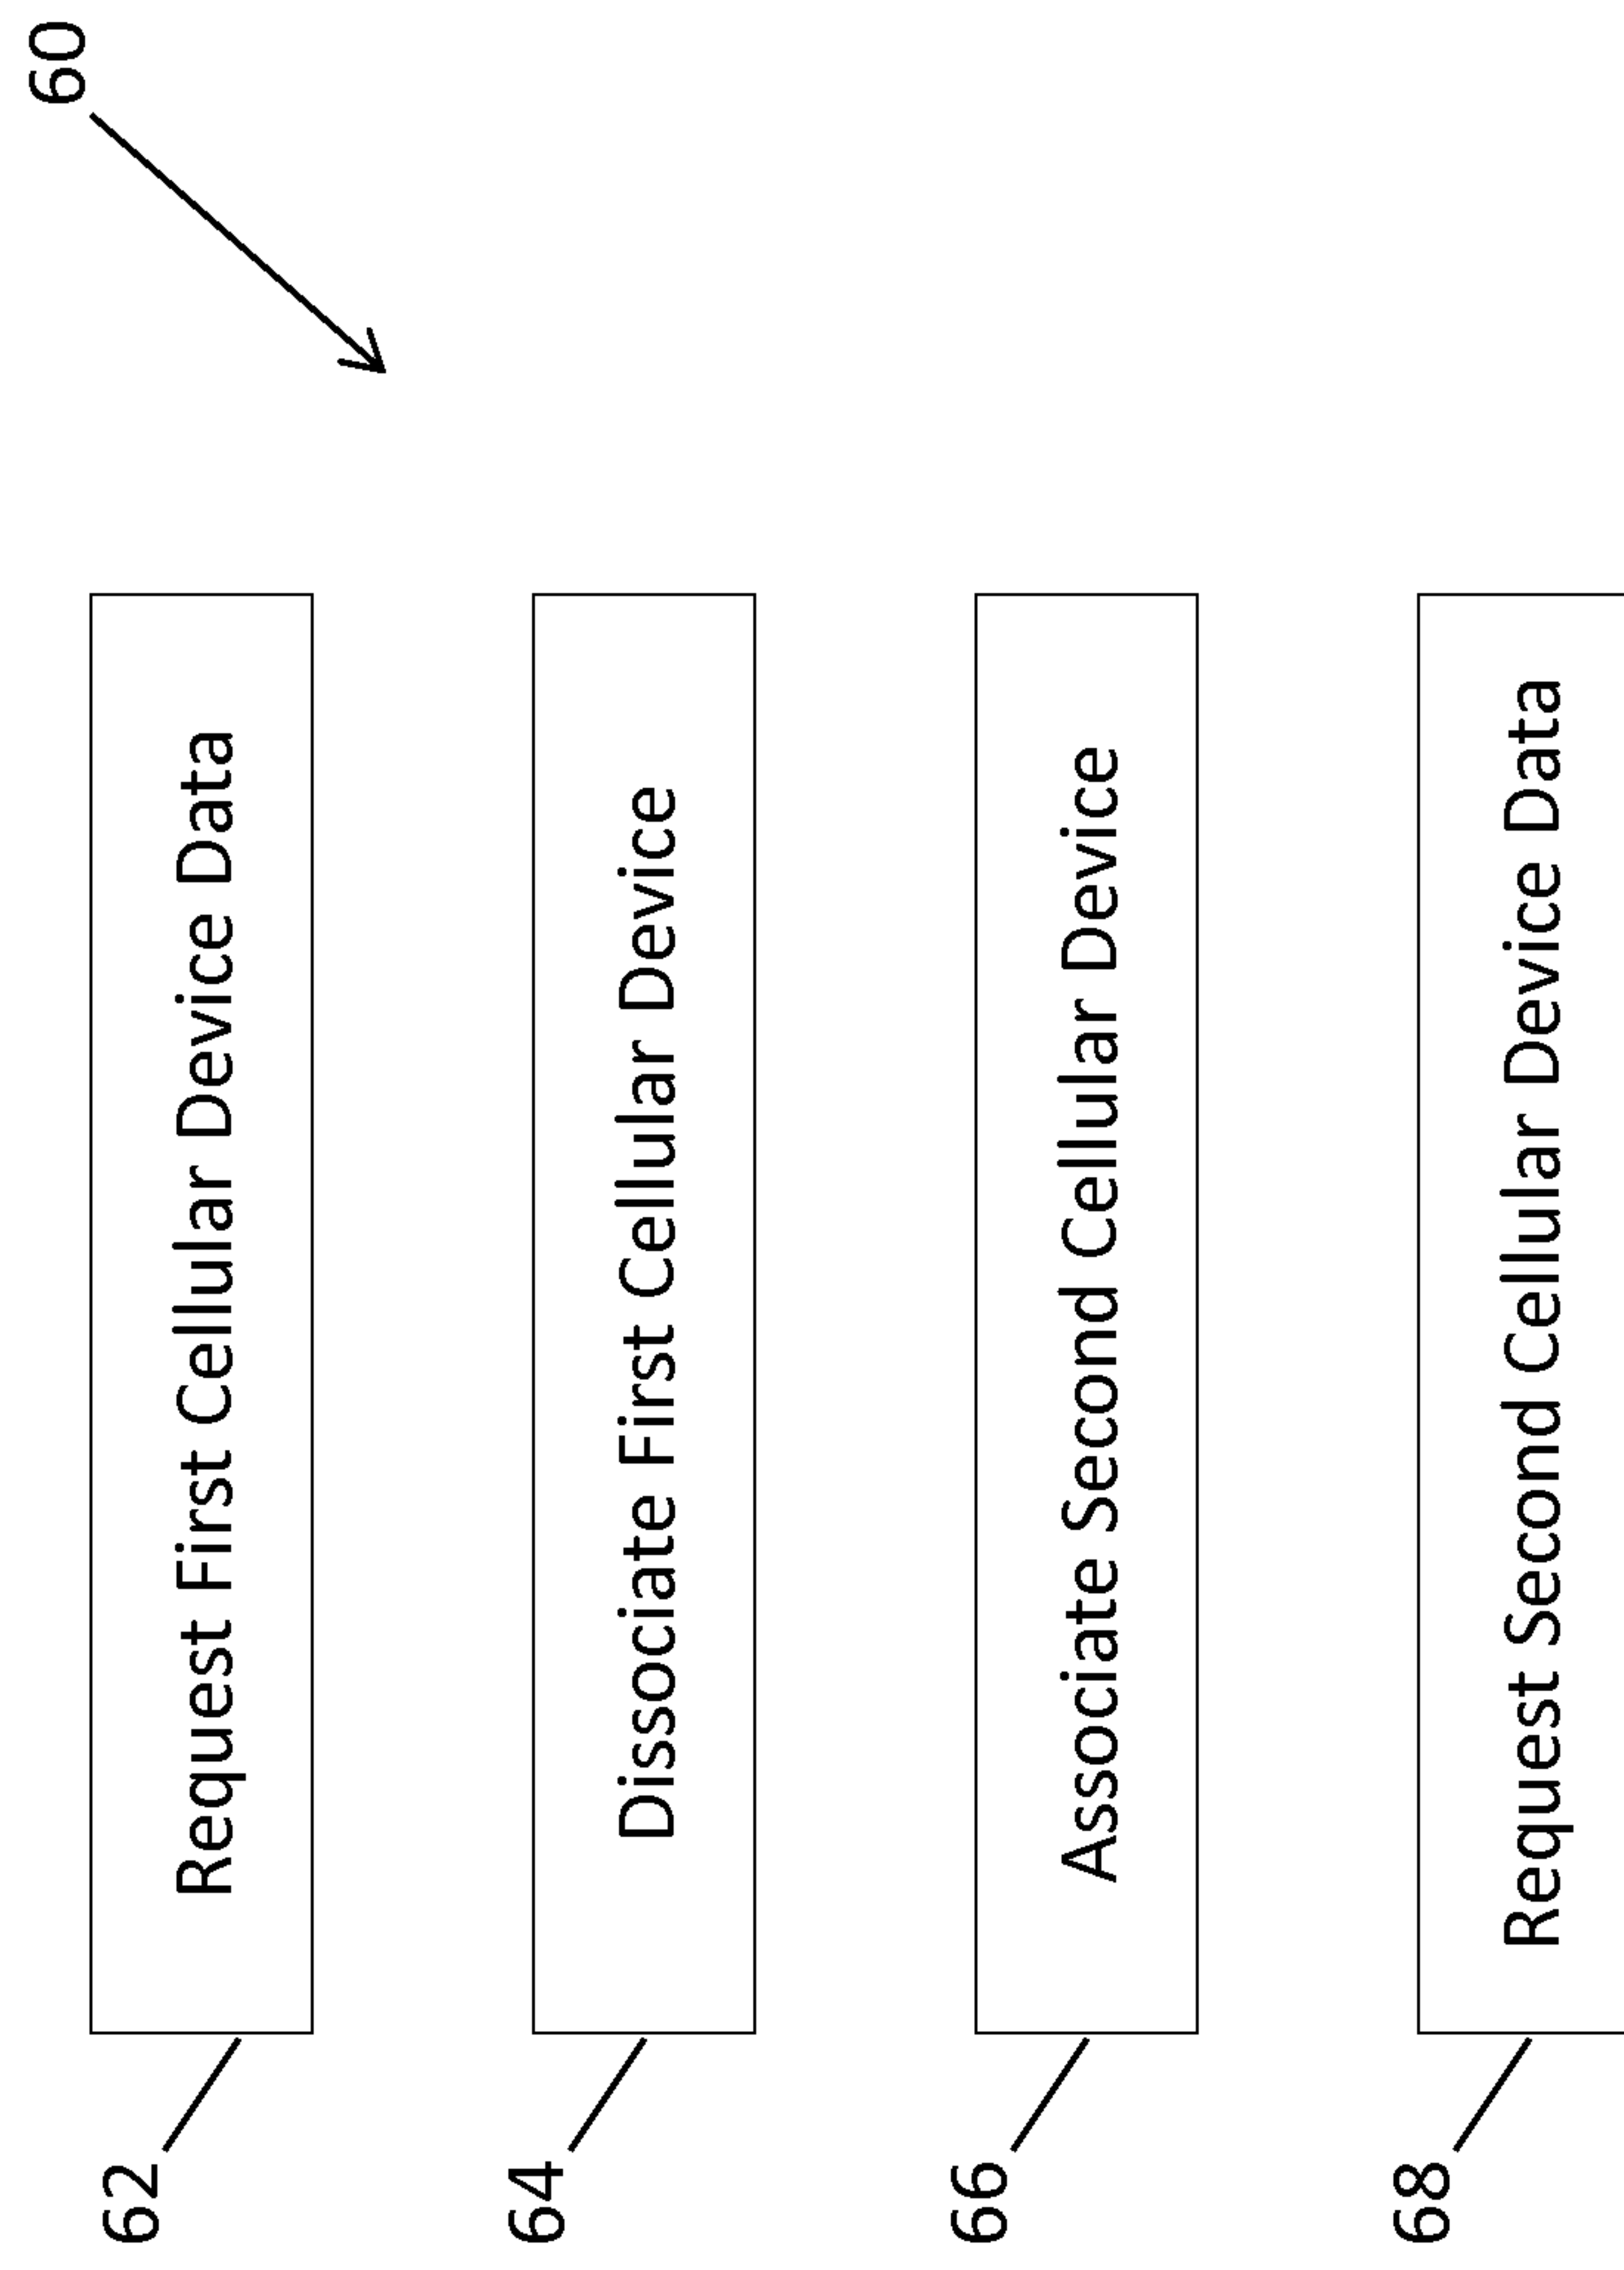 60
62
Request First Cellular Device Data
64
Dissociate First Cellular Device
66
Associate Second Cellular Device
68
Request Second Cellular Device Data